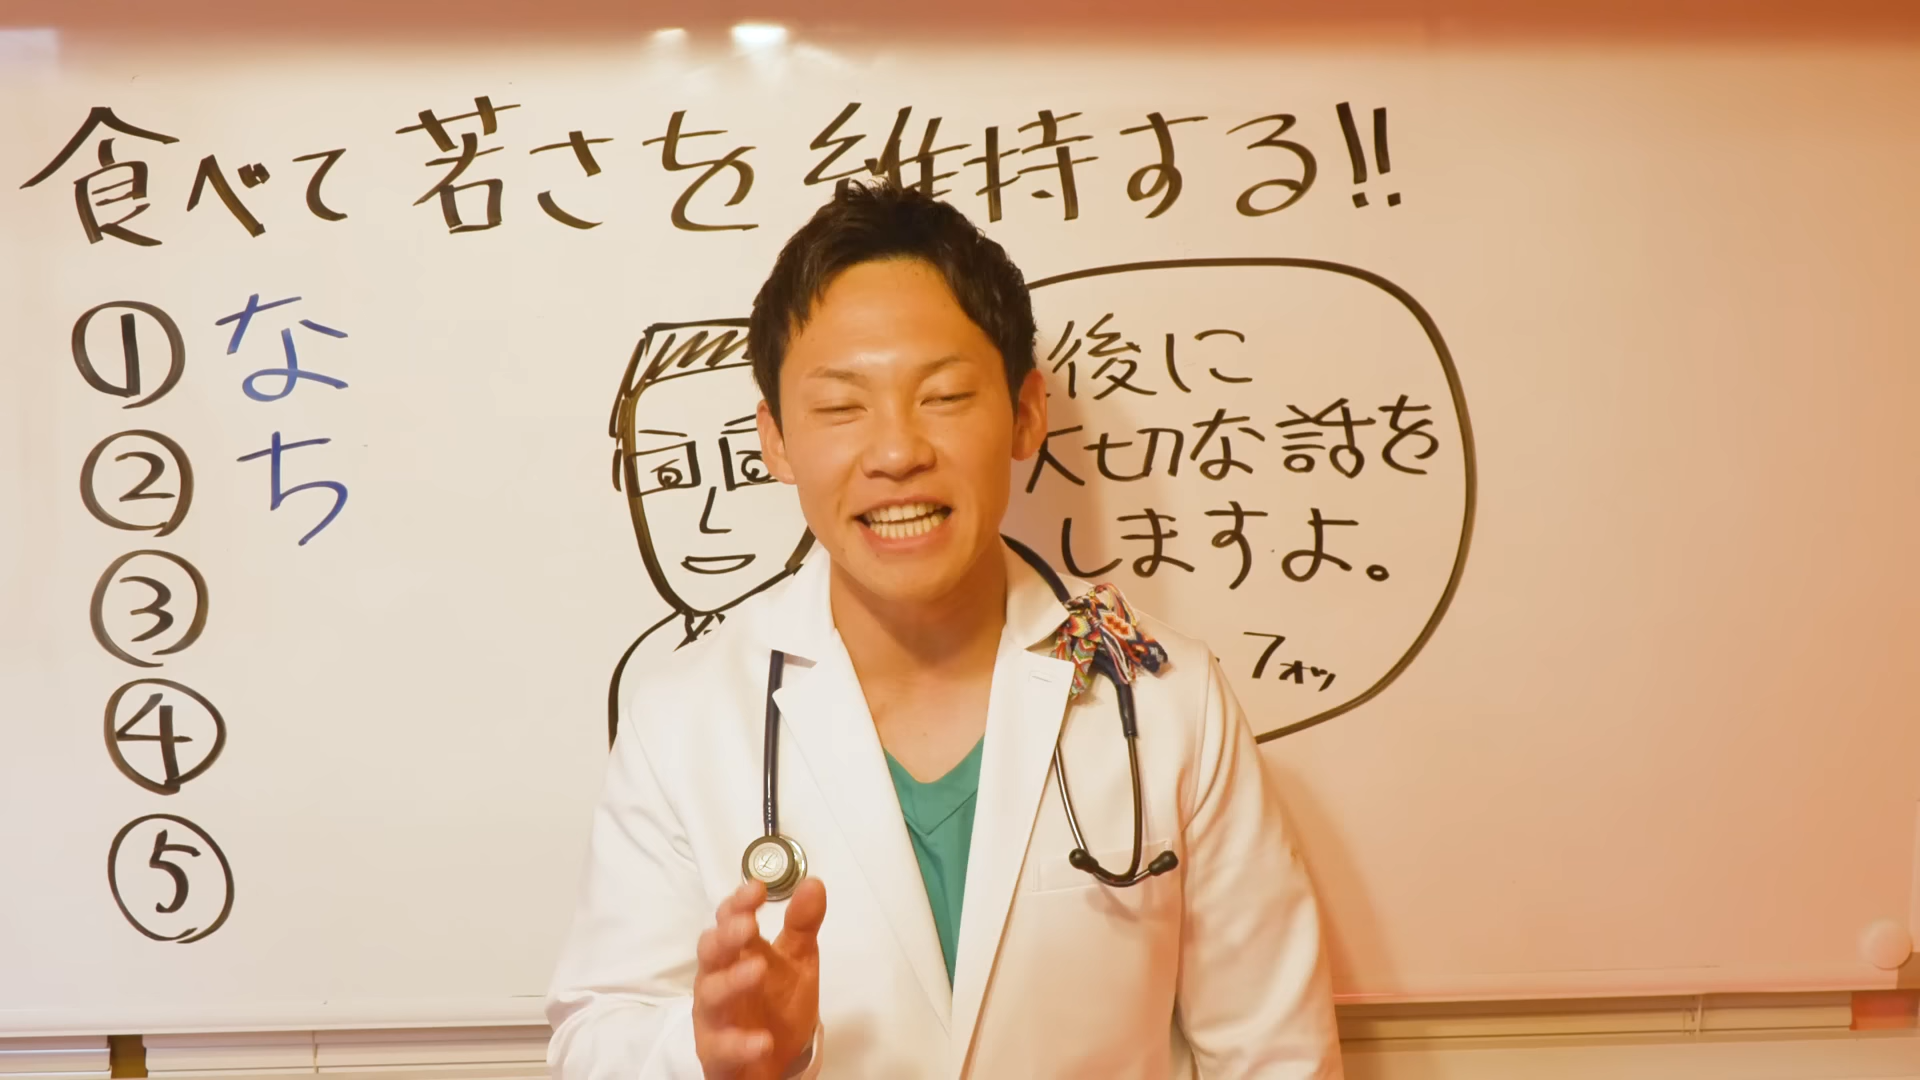 食べて若さを維持する!!
① な
② ち
③
④
⑤
後に
大切な話を
しますよ。
フォッ